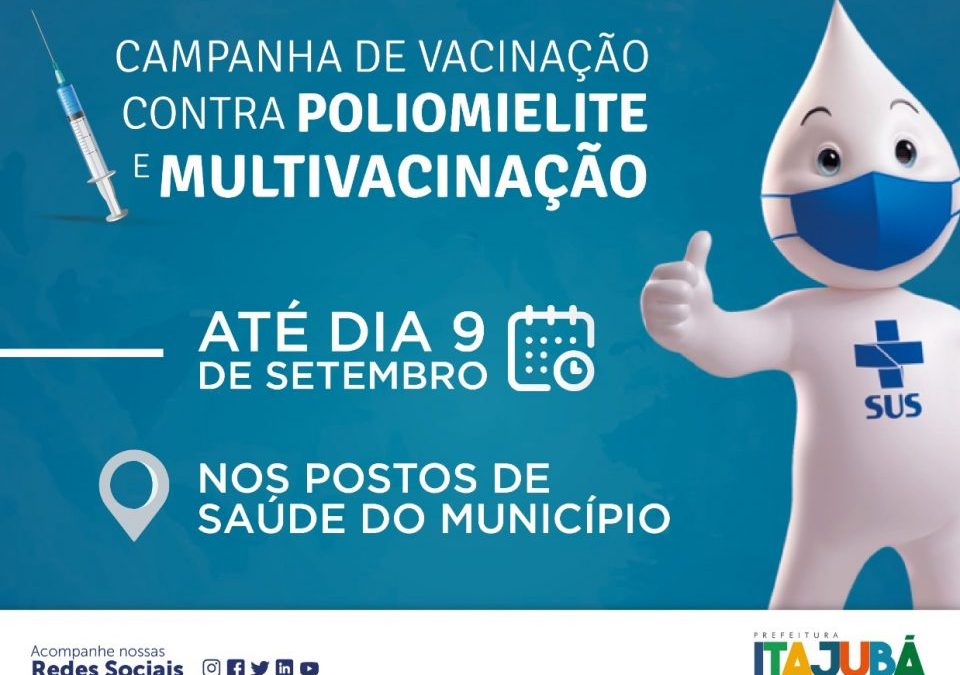 CAMPANHA DE VACINAÇÃO
CONTRA POLIOMIELITE
E MULTIVACINAÇÃO
ATÉ DIA 9
DE SETEMBRO
NOS POSTOS DE
SAÚDE DO MUNICÍPIO
SUS
Acompanhe nossas
Redes Sociais
PREFEITURA
ITAJUBÁ